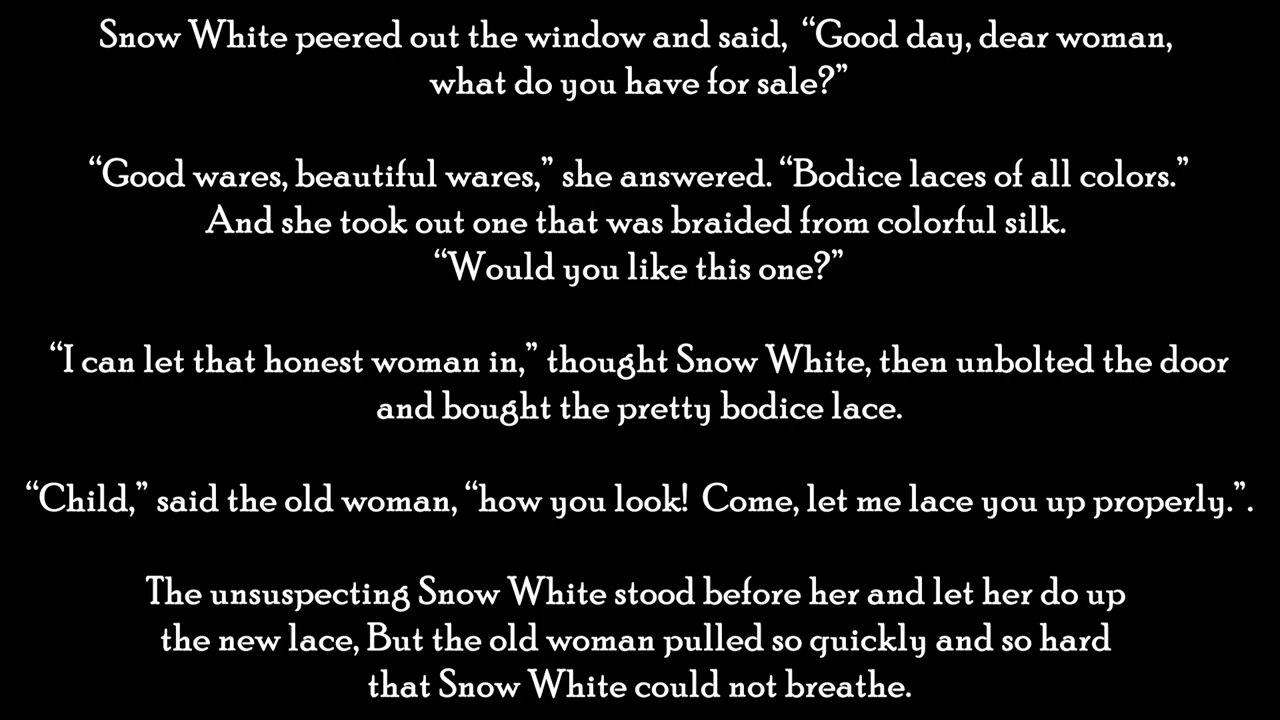 Snow White peered out the window and said,  “Good day, dear woman,
what do you have for sale?”
“Good wares, beautiful wares,” she answered. “Bodice laces of all colors.”
And she took out one that was braided from colorful silk.
“Would you like this one?”
“I can let that honest woman in,” thought Snow White, then unbolted the door
and bought the pretty bodice lace.
“Child,” said the old woman, “how you look!  Come, let me lace you up properly.”.
The unsuspecting Snow White stood before her and let her do up
the new lace, But the old woman pulled so quickly and so hard
that Snow White could not breathe.